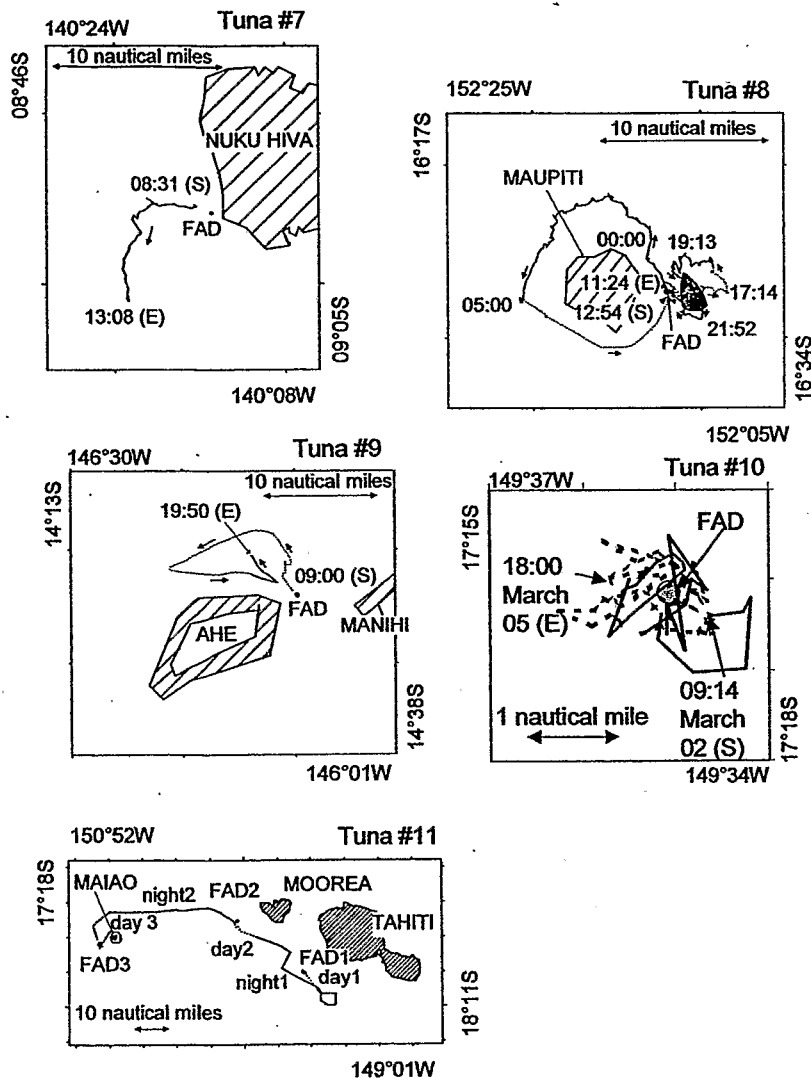 140°24W
Tuna #7
08°46S
10 nautical miles
NUKU HIVA
08:31 (S)
FAD
13:08 (E)
09°05S
140°08W
152°25W
Tuna #8
16°17S
10 nautical miles
MAUPITI
00:00
19:13
11:24 (E)
17:14
05:00
12:54 (S)
21:52
FAD
16°34S
152°05W
146°30W
Tuna #9
14°13S
10 nautical miles
19:50 (E)
09:00 (S)
FAD
MANIHI
AHE
14°38S
146°01W
149°37W
Tuna #10
17°15S
FAD
18:00
March
05 (E)
09:14
March
02 (S)
1 nautical mile
17°18S
149°34W
150°52W
Tuna #11
17°18S
MAIAO
night2
FAD2
MOOREA
TAHITI
day 3
day2
FAD1
FAD3
night1
day1
10 nautical miles
18°11S
149°01W